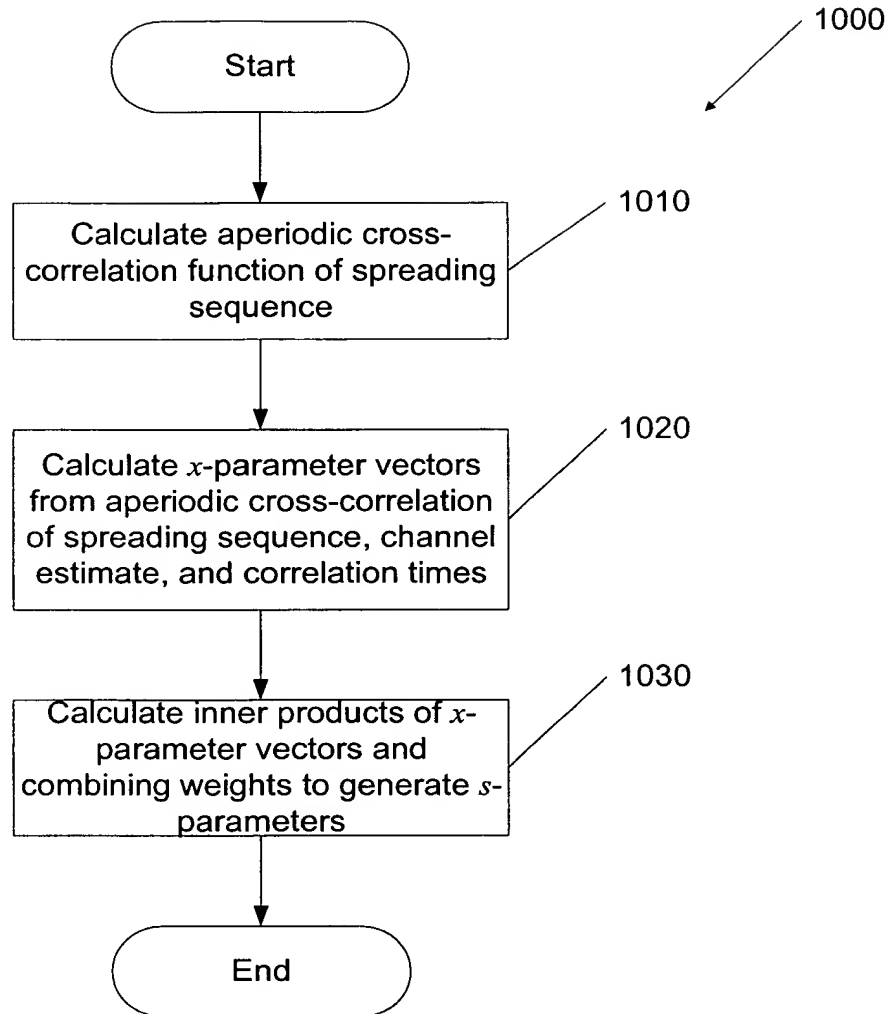 1000
Start
1010
Calculate aperiodic cross-
correlation function of spreading
sequence
1020
Calculate x-parameter vectors
from aperiodic cross-correlation
of spreading sequence, channel
estimate, and correlation times
1030
Calculate inner products of x-
parameter vectors and
combining weights to generate s-
parameters
End